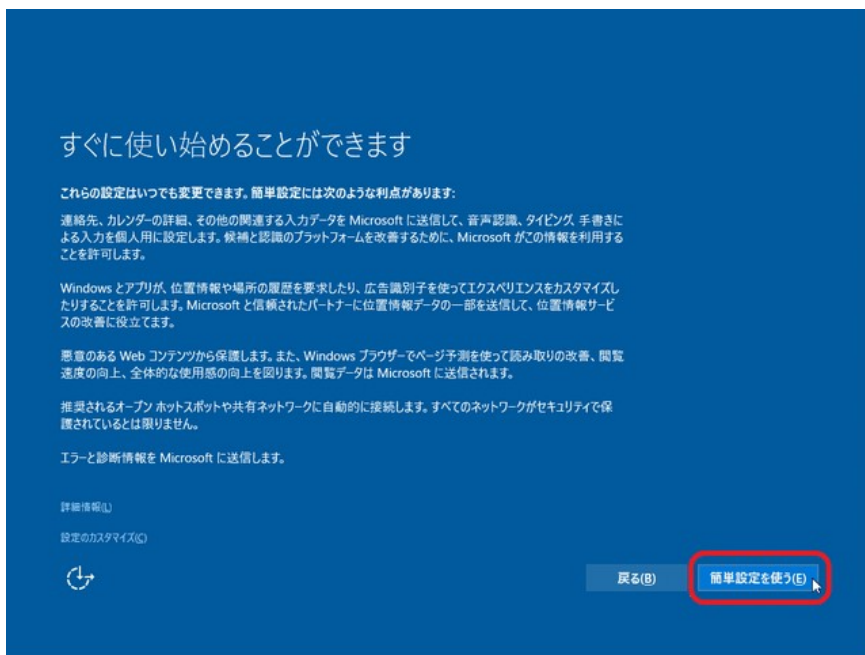 すぐに使い始めることができます
これらの設定はいつでも変更できます。簡単設定には次のような利点があります:
連絡先、カレンダーの詳細、その他の関連する入力データを Microsoft に送信して、音声認識、タイピング、手書きに
よる入力を個人用に設定します。候補と認識のプラットフォームを改善するために、Microsoft がこの情報を利用する
ことを許可します。
Windows とアプリが、位置情報や場所の履歴を要求したり、広告識別子を使ってエクスペリエンスをカスタマイズし
たりすることを許可します。Microsoft と信頼されたパートナーに位置情報データの一部を送信して、位置情報サービ
スの改善に役立てます。
悪意のある Web コンテンツから保護します。また、Windows ブラウザーでページ予測を使って読み取りの改善、閲覧
速度の向上、全体的な使用感の向上を図ります。閲覧データは Microsoft に送信されます。
推奨されるオープン ホットスポットや共有ネットワークに自動的に接続します。すべてのネットワークがセキュリティで保
護されているとは限りません。
エラーと診断情報を Microsoft に送信します。
詳細情報(L)
設定のカスタマイズ(C)
戻る(B)
簡単設定を使う(E)